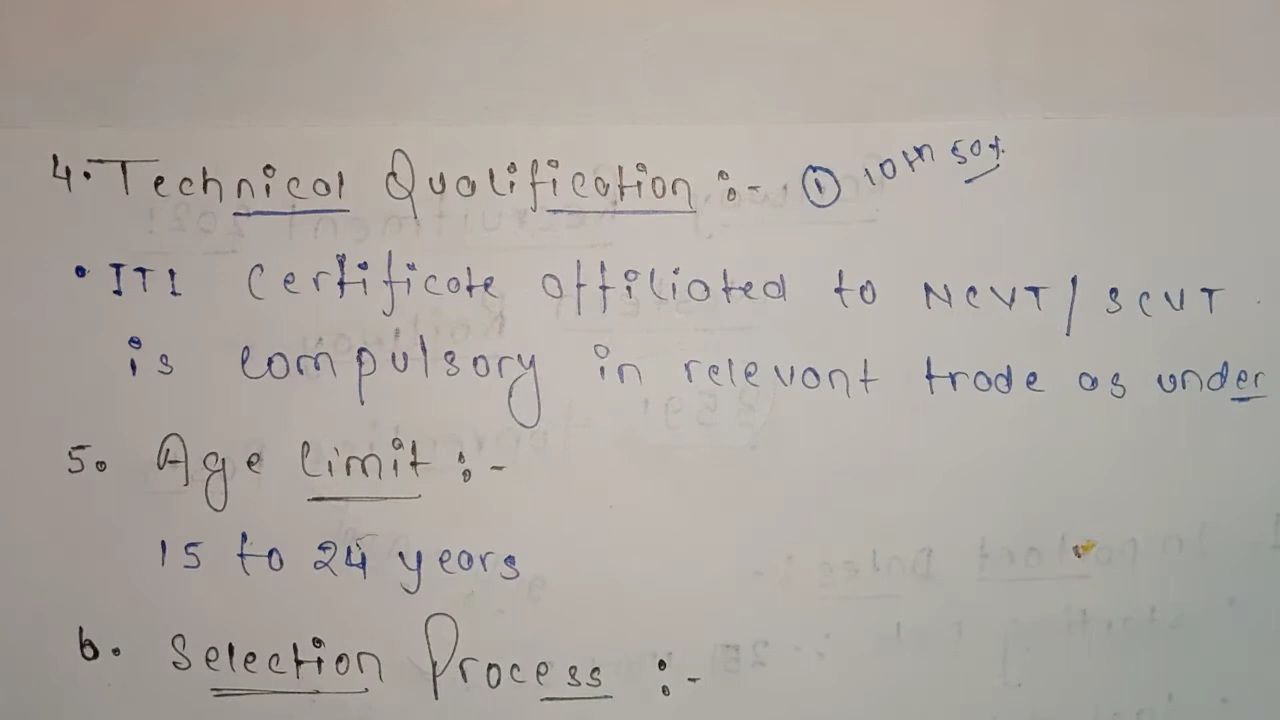 4. Technical Qualification :- ① 10th 50%
• ITI Certificate affiliated to NCVT/SCVT
is compulsory in relevant trade as under
5. Age limit :-
15 to 24 years
6. Selection Process :-